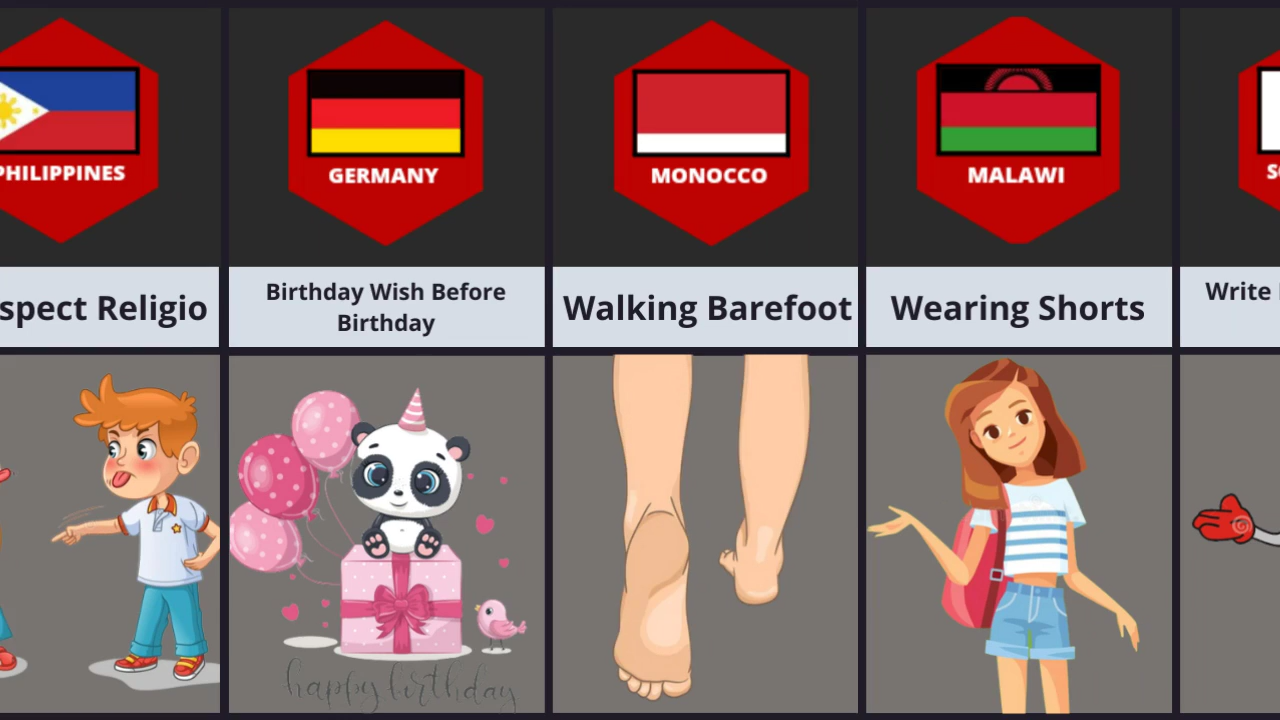 PHILIPPINES
GERMANY
MONOCCO
MALAWI
spect Religio
Birthday Wish Before
Birthday
Walking Barefoot
Wearing Shorts
Write
happy birthday